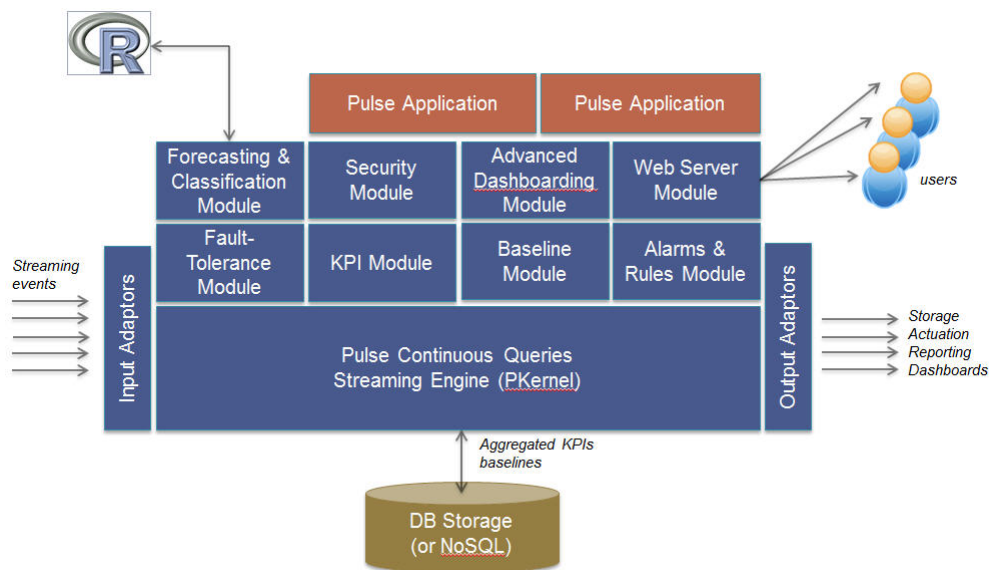 R
Pulse Application
Pulse Application
Forecasting &
Classification
Module
Security
Module
Advanced
Dashboarding
Module
Web Server
Module
users
Fault-
Tolerance
Module
KPI Module
Baseline
Module
Alarms &
Rules Module
Streaming
events
Input Adaptors
Pulse Continuous Queries
Streaming Engine (PKernel)
Output Adaptors
Storage
Actuation
Reporting
Dashboards
Aggregated KPIs
baselines
DB Storage
(or NoSQL)